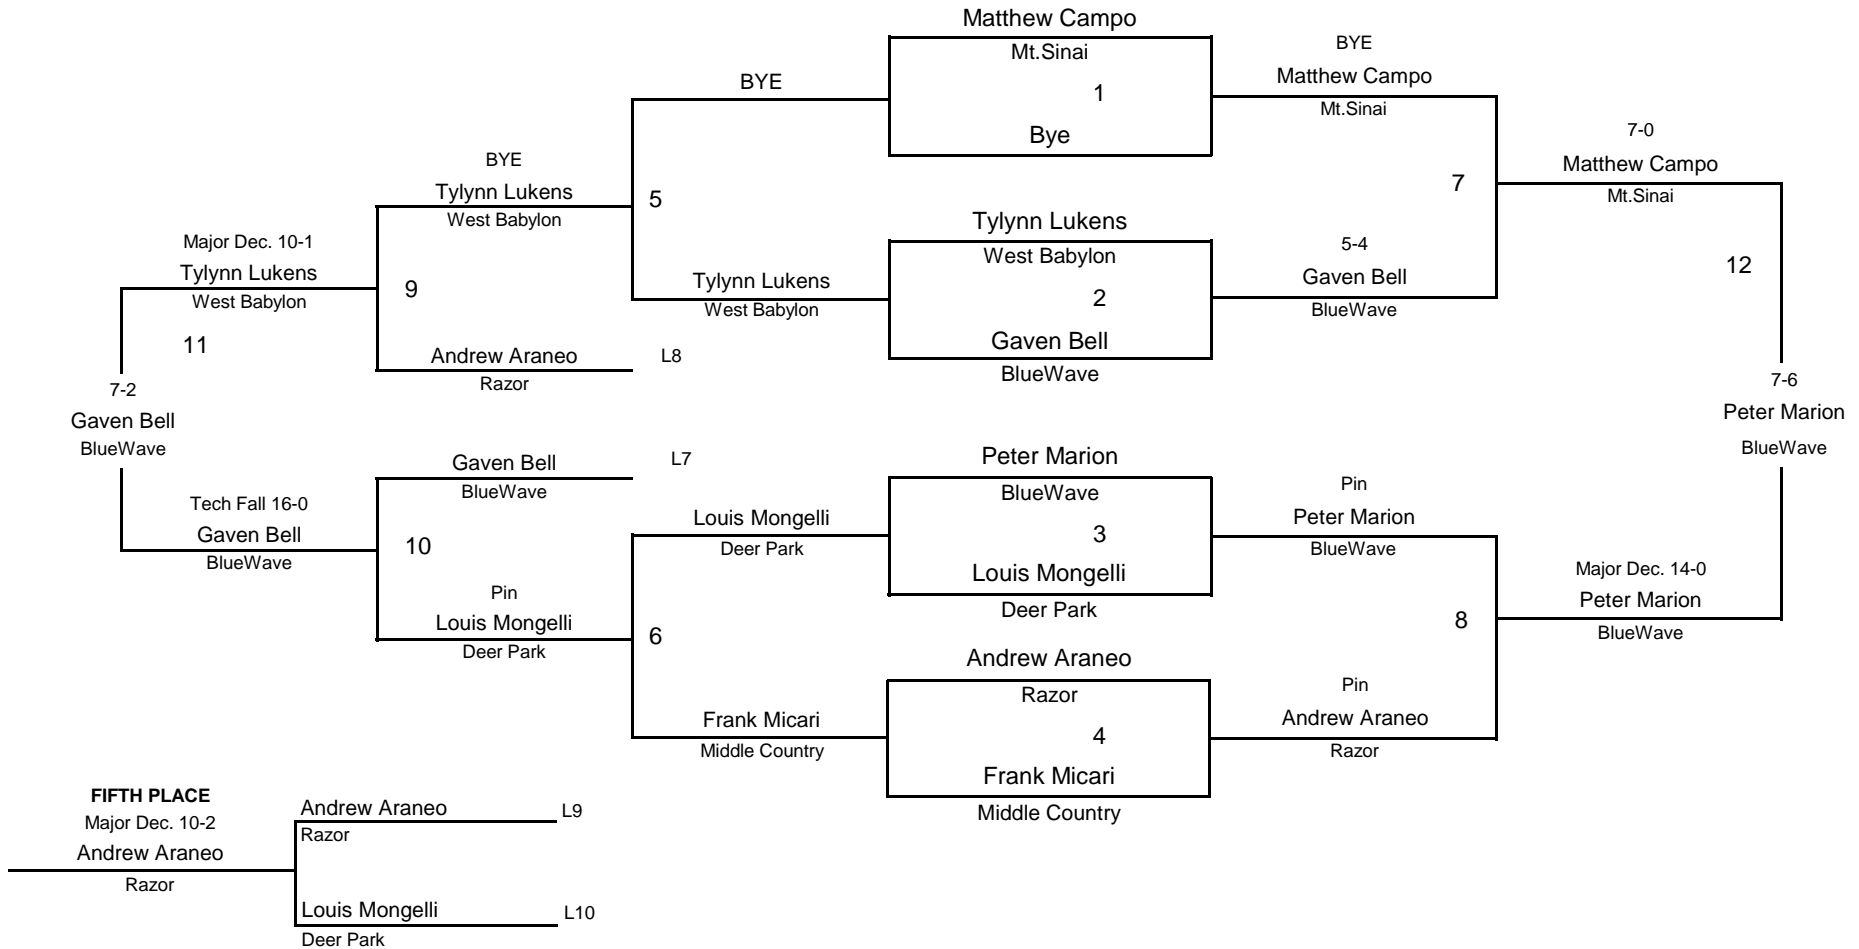 Matthew Campo
Mt.Sinai
1
Bye
BYE
Matthew Campo
Mt.Sinai
BYE
7-0
Matthew Campo
Mt.Sinai
BYE
Tylynn Lukens
West Babylon
5
7
Tylynn Lukens
West Babylon
2
Gaven Bell
BlueWave
5-4
Gaven Bell
BlueWave
12
Major Dec. 10-1
Tylynn Lukens
West Babylon
9
Tylynn Lukens
West Babylon
11
Andrew Araneo
Razor
L8
7-2
Gaven Bell
BlueWave
7-6
Peter Marion
BlueWave
Gaven Bell
BlueWave
L7
Peter Marion
BlueWave
3
Louis Mongelli
Deer Park
Pin
Peter Marion
BlueWave
Tech Fall 16-0
Gaven Bell
BlueWave
10
Louis Mongelli
Deer Park
Pin
Louis Mongelli
Deer Park
6
8
Major Dec. 14-0
Peter Marion
BlueWave
Andrew Araneo
Razor
4
Frank Micari
Middle Country
Pin
Andrew Araneo
Razor
Frank Micari
Middle Country
FIFTH PLACE
Major Dec. 10-2
Andrew Araneo
Razor
Andrew Araneo
Razor
L9
Louis Mongelli
Deer Park
L10